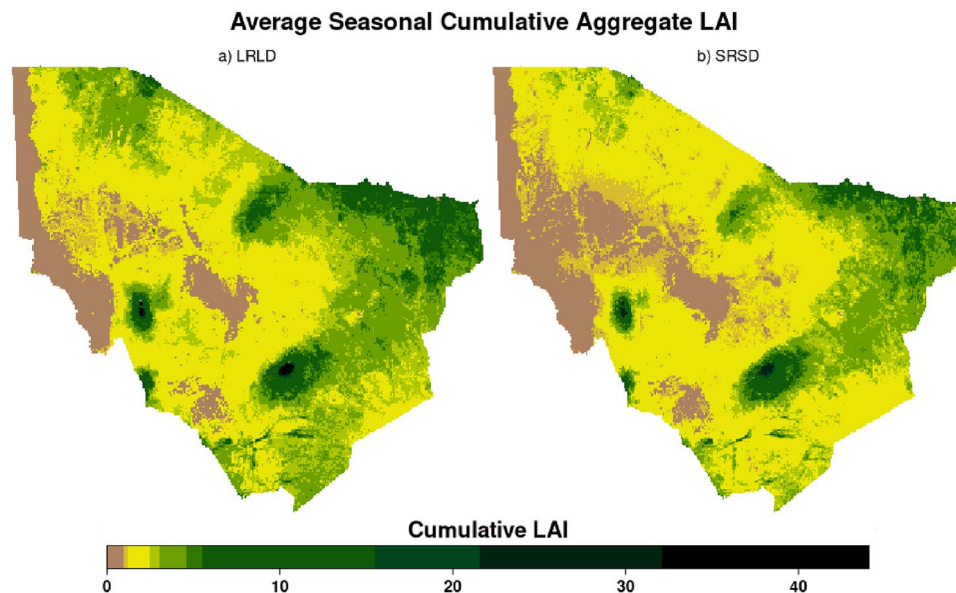 Average Seasonal Cumulative Aggregate LAI
a) LRLD
b) SRSD
Cumulative LAI
0 10 20 30 40